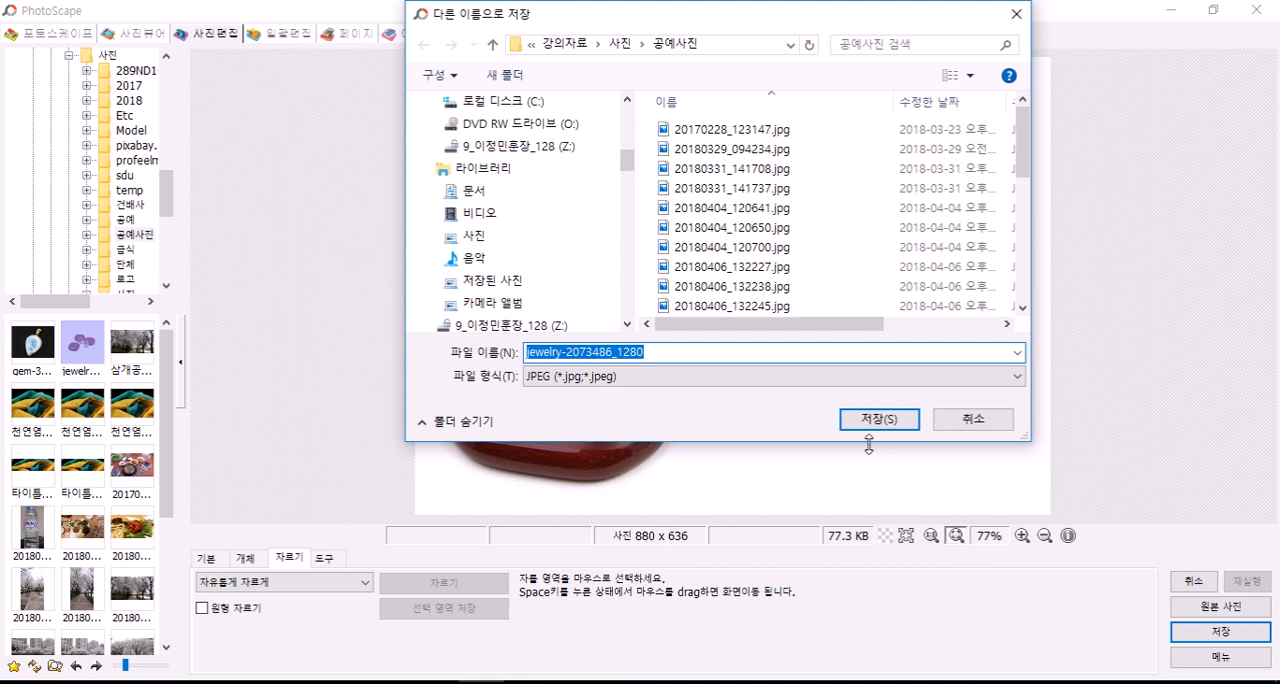 PhotoScape
포토스케이프 사진뷰어 사진편집 일괄편집 페이지
사진
289ND1
2017
2018
Etc
Model
pixabay.
profeelm
sdu
temp
건배사
공예
공예사진
급식
단체
로고
gem-3... jewelr... 삼개공...
천연염... 천연염... 천연염...
타이틀... 타이틀... 20170...
20180... 20180... 20180...
20180... 20180... 20180...
다른 이름으로 저장
« 강의자료 › 사진 › 공예사진
공예사진 검색
구성 새 폴더
로컬 디스크 (C:)
DVD RW 드라이브 (O:)
9_이정민훈장_128 (Z:)
라이브러리
문서
비디오
사진
음악
저장된 사진
카메라 앨범
9_이정민훈장_128 (Z:)
이름 수정한 날짜
20170228_123147.jpg 2018-03-23 오후...
20180329_094234.jpg 2018-03-29 오전...
20180331_141708.jpg 2018-03-31 오후...
20180331_141737.jpg 2018-03-31 오후...
20180404_120641.jpg 2018-04-04 오후...
20180404_120650.jpg 2018-04-04 오후...
20180404_120700.jpg 2018-04-04 오후...
20180406_132227.jpg 2018-04-06 오후...
20180406_132238.jpg 2018-04-06 오후...
20180406_132245.jpg 2018-04-06 오후...
파일 이름(N): jewelry-2073486_1280
파일 형식(T): JPEG (*.jpg;*.jpeg)
폴더 숨기기 저장(S) 취소
사진 880 x 636 77.3 KB 77%
기본 개체 자르기 도구
자유롭게 자르게
원형 자르기
자르기
선택 영역 저장
자를 영역을 마우스로 선택하세요.
Space키를 누른 상태에서 마우스를 drag하면 화면이동 됩니다.
취소 재실행
원본 사진
저장
메뉴